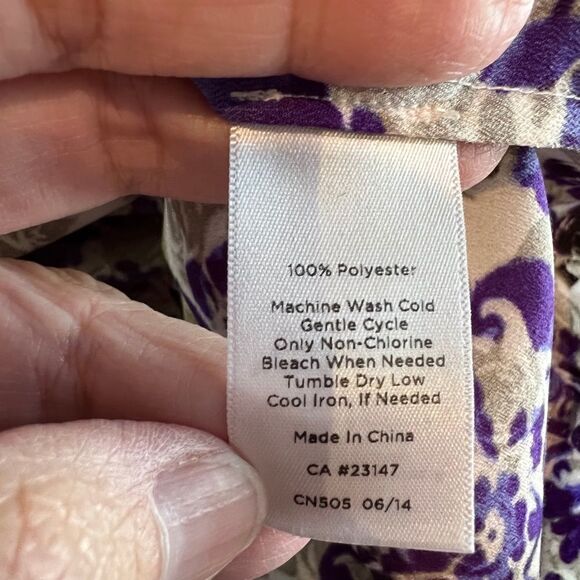 100% Polyester
Machine Wash Cold
Gentle Cycle
Only Non-Chlorine
Bleach When Needed
Tumble Dry Low
Cool Iron, If Needed
Made In China
CA #23147
CN505 06/14